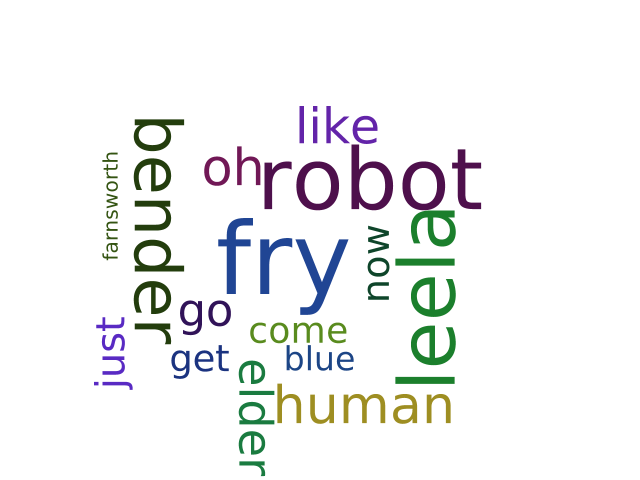 like
oh
robot
bender
farnsworth
fry
now
leela
go
just
come
get
blue
elder
human